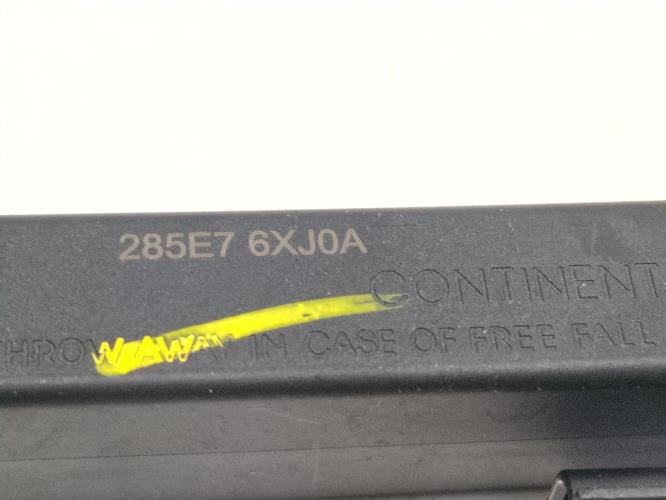 285E7 6XJ0A
CONTINENT
THROW AWAY IN CASE OF FREE FALL